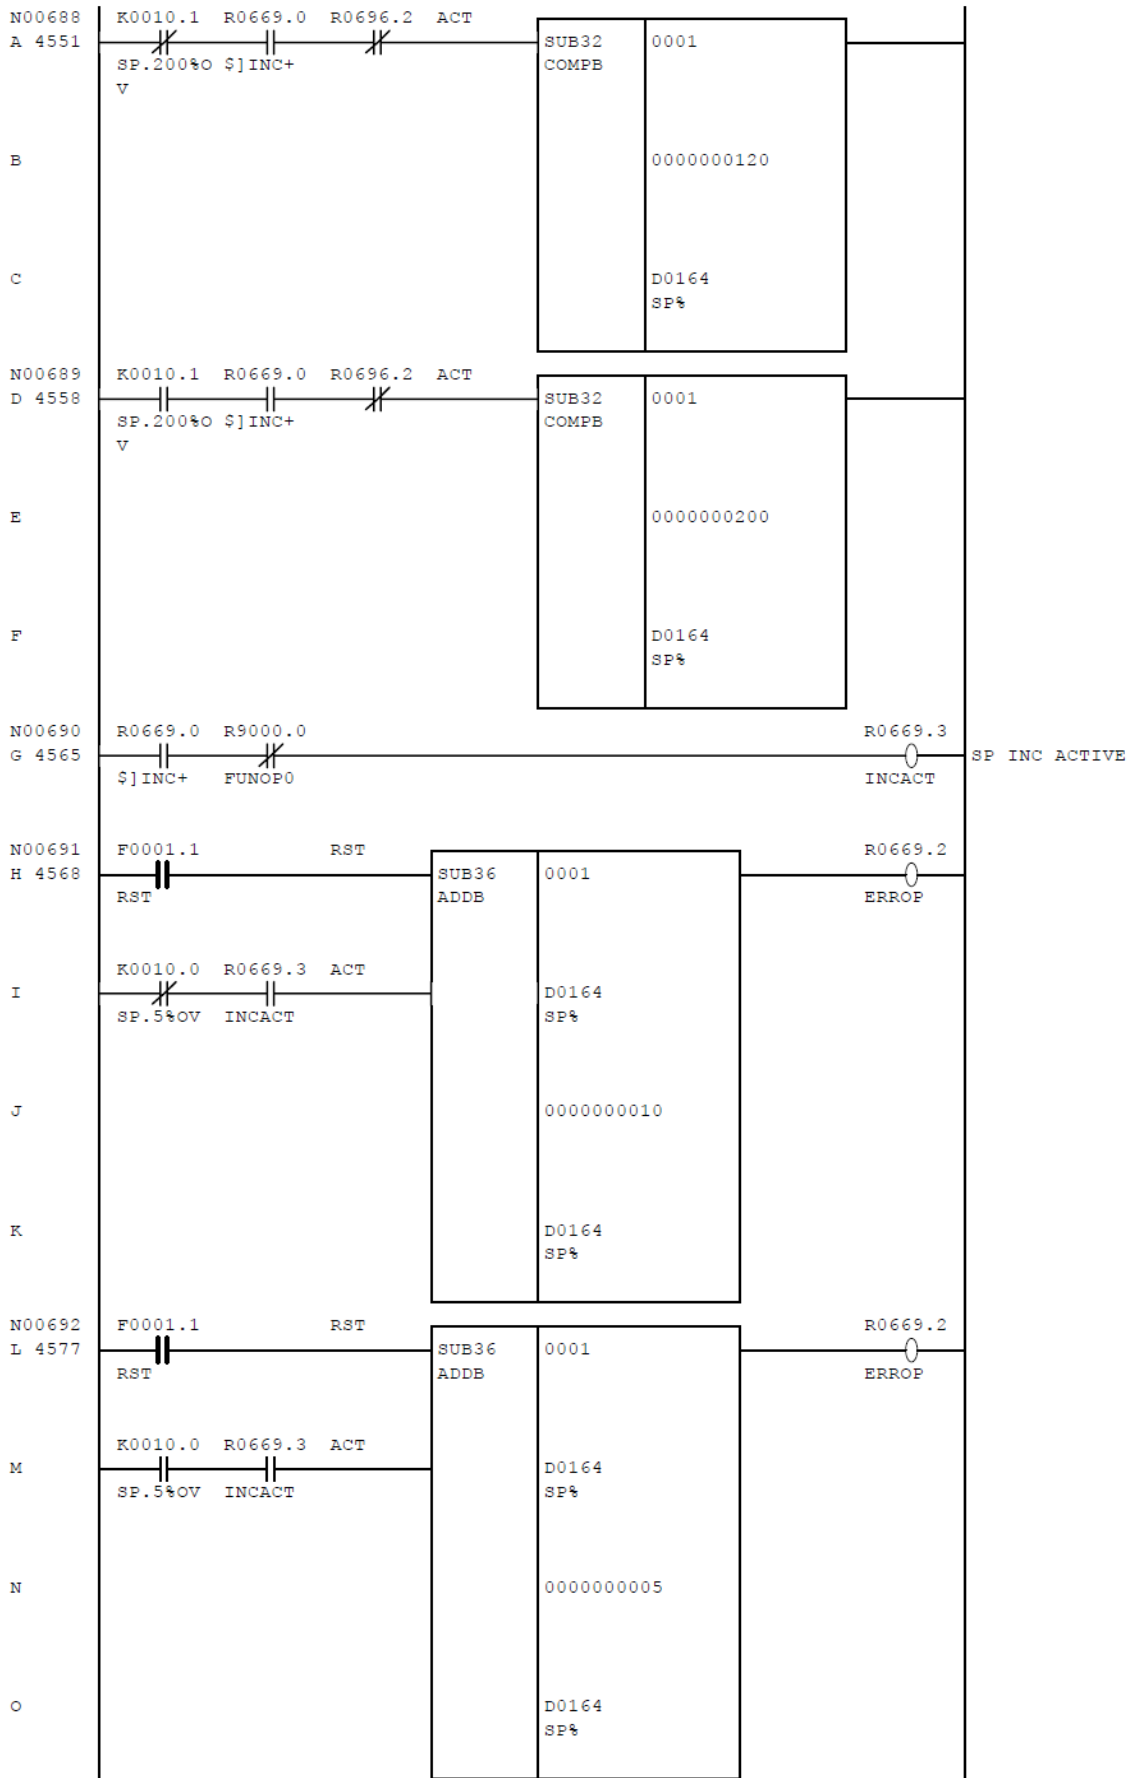 N00688 K0010.1 R0669.0 R0696.2 ACT
A 4551 SUB32 0001
SP.200%O $]INC+ COMPB
V
B 0000000120
C D0164
SP%
N00689 K0010.1 R0669.0 R0696.2 ACT
D 4558 SUB32 0001
SP.200%O $]INC+ COMPB
V
E 0000000200
F D0164
SP%
N00690 R0669.0 R9000.0 R0669.3
G 4565 SP INC ACTIVE
$]INC+ FUNOP0 INCACT
N00691 F0001.1 RST R0669.2
H 4568 SUB36 0001
RST ADDB ERROP
K0010.0 R0669.3 ACT
I D0164
SP.5%OV INCACT SP%
J 0000000010
K D0164
SP%
N00692 F0001.1 RST R0669.2
L 4577 SUB36 0001
RST ADDB ERROP
K0010.0 R0669.3 ACT
M D0164
SP.5%OV INCACT SP%
N 0000000005
O D0164
SP%